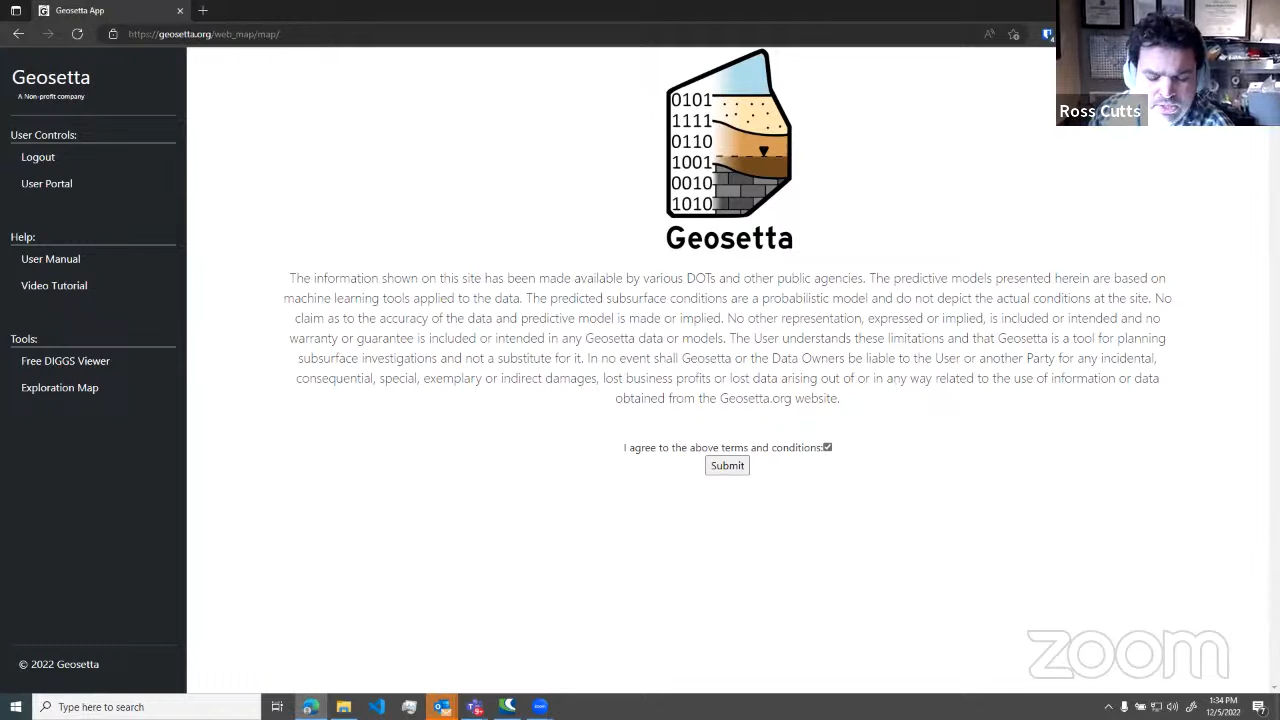 Geosetta App
https://geosetta.org/web_map/map/
Geosetta
A Non-profit company
User Controls:
Logout
User Portal
Help:
User Manual
Video Tutorial
Tools:
Free DIGGS Viewer
Exploration Map
© 2022 Geosetta
0101
1111
0110
1001
0010
1010
Geosetta
The information shown on this site has been made available by various DOTs and other public agencies. The predictive models presented herein are based on
machine learning tools applied to the data. The predicted subsurface conditions are a probabilistic model and do not depict the actual conditions at the site. No
claim as to the accuracy of the data and predictive model is made or implied. No other representation, expressed or implied, is included or intended and no
warranty or guarantee is included or intended in any Geosetta data or models. The User understands these limitations and that Geosetta is a tool for planning
subsurface investigations and not a substitute for it. In no event shall Geosetta or the Data Owners be liable to the User or another Party for any incidental,
consequential, special, exemplary or indirect damages, lost business profits or lost data arising out of or in any way related to the use of information or data
obtained from the Geosetta.org website.
I agree to the above terms and conditions:
Submit
Ross Cutts
zoom
Type here to search
1:34 PM
12/5/2022